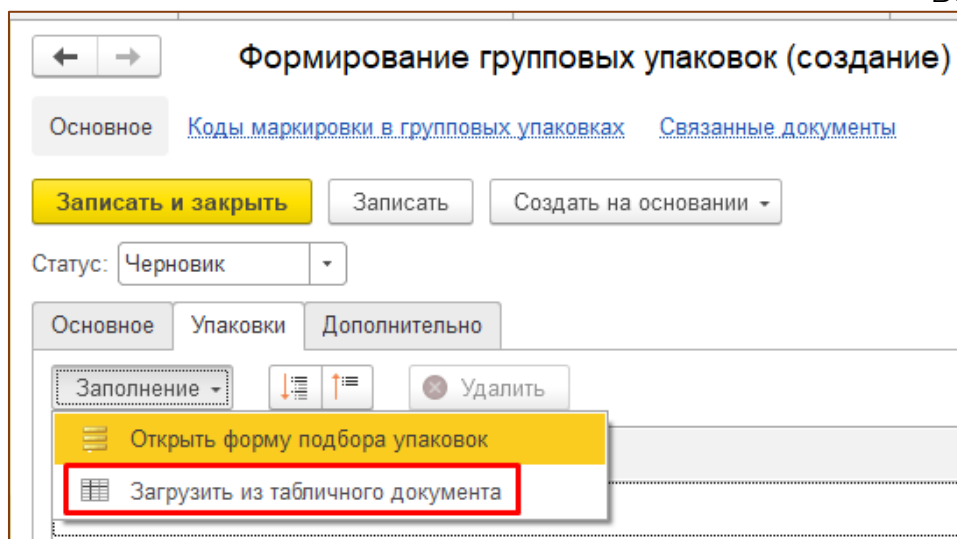 Формирование групповых упаковок (создание)
Основное Коды маркировки в групповых упаковках Связанные документы
Записать и закрыть Записать Создать на основании
Статус: Черновик
Основное Упаковки Дополнительно
Заполнение Удалить
Открыть форму подбора упаковок
Загрузить из табличного документа